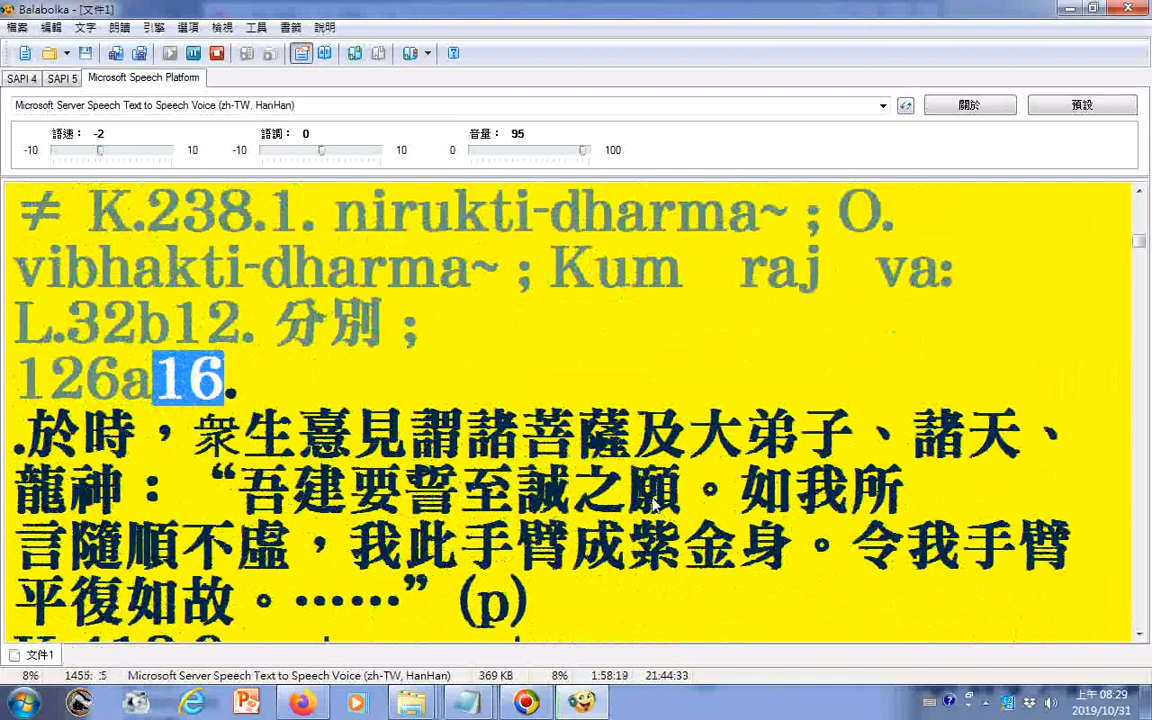 Balabolka - [文件1]
檔案 編輯 文字 朗讀 引擎 選項 檢視 工具 書籤 說明
SAPI 4 SAPI 5 Microsoft Speech Platform
Microsoft Server Speech Text to Speech Voice (zh-TW, HanHan) 關於 預設
語速： -2 語調： 0 音量： 95
-10 10 -10 10 0 100
≠ K.238.1. nirukti-dharma~ ; O.
vibhakti-dharma~ ; Kum raj va:
L.32b12. 分別 ;
126a16.
.於時，衆生憙見謂諸菩薩及大弟子、諸天、
龍神：“吾建要誓至誠之願。如我所
言隨順不虛，我此手臂成紫金身。令我手臂
平復如故。……” (p)
文件1
8% 1455: :5 Microsoft Server Speech Text to Speech Voice (zh-TW, HanHan) 369 KB 8% 1:58:19 21:44:33
上午 08:29
2019/10/31